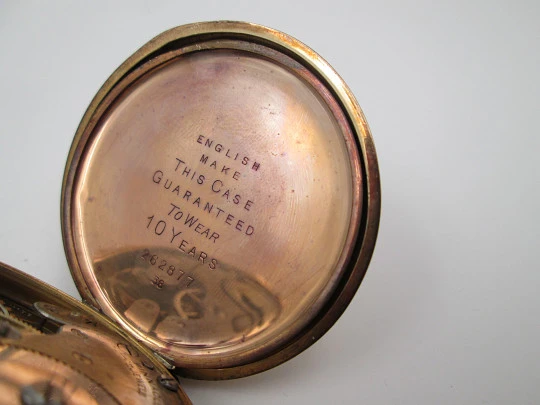 ENGLISH
MAKE
THIS CASE
GUARANTEED
TO WEAR
10 YEARS
262877